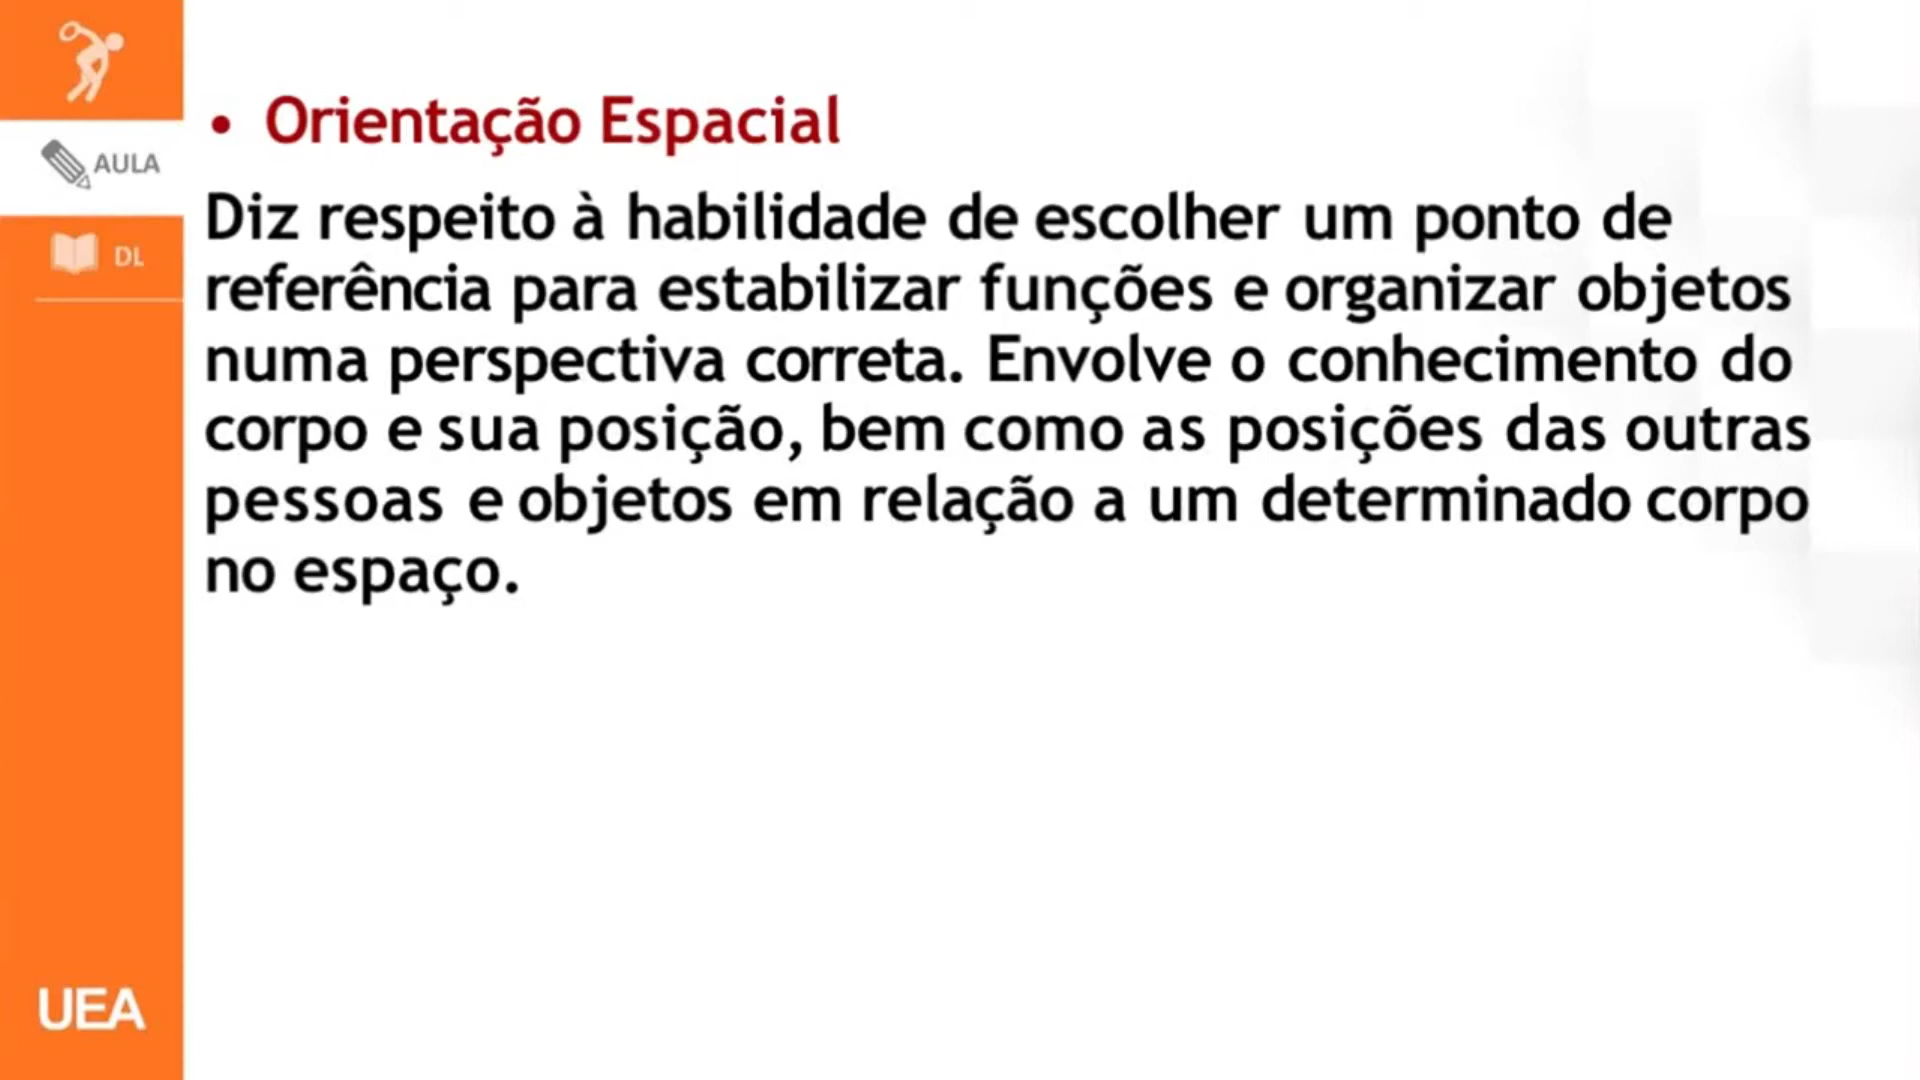 • Orientação Espacial
AULA
Diz respeito à habilidade de escolher um ponto de
DL
referência para estabilizar funções e organizar objetos
numa perspectiva correta. Envolve o conhecimento do
corpo e sua posição, bem como as posições das outras
pessoas e objetos em relação a um determinado corpo
no espaço.
UEA